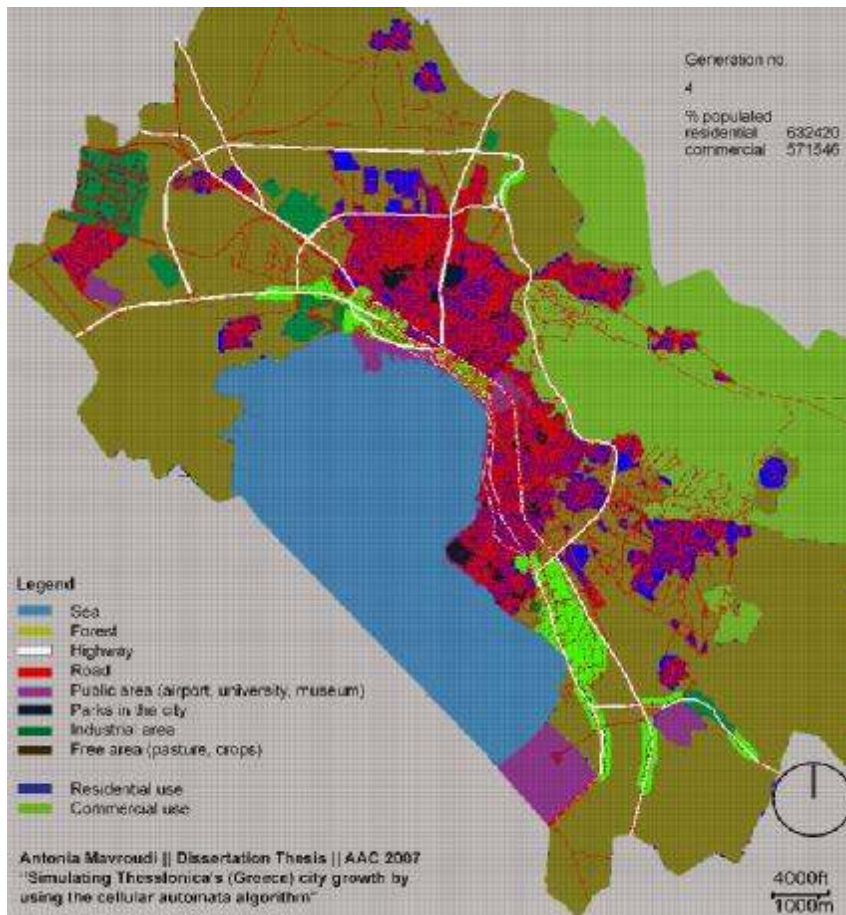 Generation no.
4
% populated
residential 632420
commercial 571546
Legend
Sea
Forest
Highway
Road
Public area (airport, university, museum)
Parks in the city
Industrial area
Free area (pasture, crops)
Residential use
Commercial use
Antonia Mavroudi || Dissertation Thesis || AAC 2007
"Simulating Thesslonica's (Greece) city growth by
using the cellular automata algorithm"
4000ft
1000m